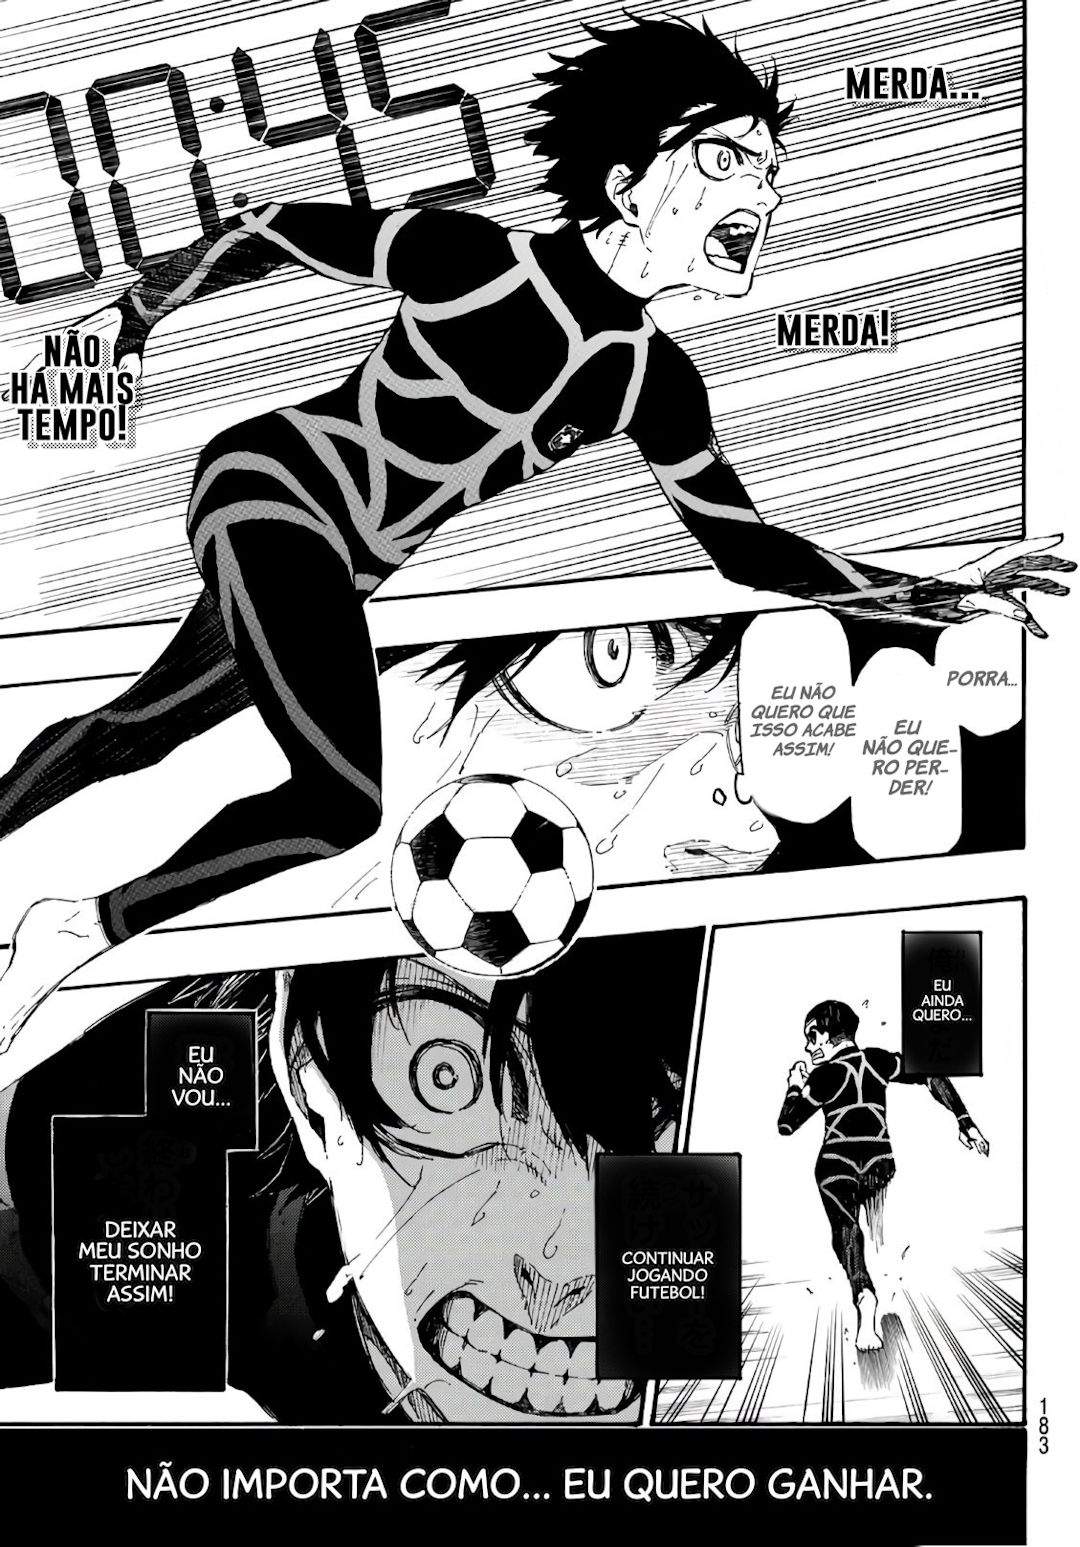 00:45
MERDA...
MERDA!
NÃO
HÁ MAIS
TEMPO!
PORRA...
EU
NÃO QUE-
RO PER-
DER!
EU NÃO
QUERO QUE
ISSO ACABE
ASSIM!
EU
AINDA
QUERO...
CONTINUAR
JOGANDO
FUTEBOL!
EU
NÃO
VOU...
DEIXAR
MEU SONHO
TERMINAR
ASSIM!
183
NÃO IMPORTA COMO... EU QUERO GANHAR.